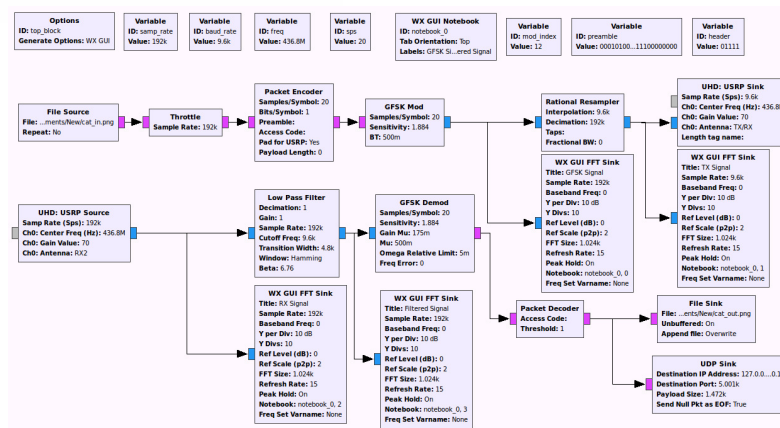 Options
ID: top_block
Generate Options: WX GUI
Variable
ID: samp_rate
Value: 192k
Variable
ID: baud_rate
Value: 9.6k
Variable
ID: freq
Value: 436.8M
Variable
ID: sps
Value: 20
WX GUI Notebook
ID: notebook_0
Tab Orientation: Top
Labels: GFSK Si...ered Signal
Variable
ID: mod_index
Value: 12
Variable
ID: preamble
Value: 00010100...11100000000
Variable
ID: header
Value: 01111
File Source
File: ...ments/New/cat_in.png
Repeat: No
Throttle
Sample Rate: 192k
Packet Encoder
Samples/Symbol: 20
Bits/Symbol: 1
Preamble:
Access Code:
Pad for USRP: Yes
Payload Length: 0
GFSK Mod
Samples/Symbol: 20
Sensitivity: 1.884
BT: 500m
Rational Resampler
Interpolation: 9.6k
Decimation: 192k
Taps:
Fractional BW: 0
UHD: USRP Sink
Samp Rate (Sps): 9.6k
Ch0: Center Freq (Hz): 436.8
Ch0: Gain Value: 70
Ch0: Antenna: TX/RX
Length tag name:
WX GUI FFT Sink
Title: GFSK Signal
Sample Rate: 192k
Baseband Freq: 0
Y per Div: 10 dB
Y Divs: 10
Ref Level (dB): 0
Ref Scale (p2p): 2
FFT Size: 1.024k
Refresh Rate: 15
Peak Hold: On
Notebook: notebook_0, 0
Freq Set Varname: None
WX GUI FFT Sink
Title: TX Signal
Sample Rate: 9.6k
Baseband Freq: 0
Y per Div: 10 dB
Y Divs: 10
Ref Level (dB): 0
Ref Scale (p2p): 2
FFT Size: 1.024k
Refresh Rate: 15
Peak Hold: On
Notebook: notebook_0, 1
Freq Set Varname: None
UHD: USRP Source
Samp Rate (Sps): 192k
Ch0: Center Freq (Hz): 436.8M
Ch0: Gain Value: 70
Ch0: Antenna: RX2
Low Pass Filter
Decimation: 1
Gain: 1
Sample Rate: 192k
Cutoff Freq: 9.6k
Transition Width: 4.8k
Window: Hamming
Beta: 6.76
GFSK Demod
Samples/Symbol: 20
Sensitivity: 1.884
Gain Mu: 175m
Mu: 500m
Omega Relative Limit: 5m
Freq Error: 0
WX GUI FFT Sink
Title: RX Signal
Sample Rate: 192k
Baseband Freq: 0
Y per Div: 10 dB
Y Divs: 10
Ref Level (dB): 0
Ref Scale (p2p): 2
FFT Size: 1.024k
Refresh Rate: 15
Peak Hold: On
Notebook: notebook_0, 2
Freq Set Varname: None
WX GUI FFT Sink
Title: Filtered Signal
Sample Rate: 192k
Baseband Freq: 0
Y per Div: 10 dB
Y Divs: 10
Ref Level (dB): 0
Ref Scale (p2p): 2
FFT Size: 1.024k
Refresh Rate: 15
Peak Hold: On
Notebook: notebook_0, 3
Freq Set Varname: None
Packet Decoder
Access Code:
Threshold: 1
File Sink
File: ...ents/New/cat_out.png
Unbuffered: On
Append file: Overwrite
UDP Sink
Destination IP Address: 127.0.0....0.1
Destination Port: 5.001k
Payload Size: 1.472k
Send Null Pkt as EOF: True